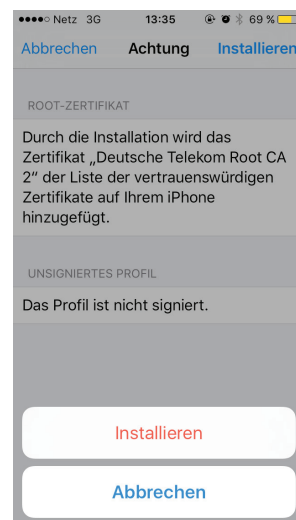 Netz 3G 13:35 69 %
Abbrechen Achtung Installieren
ROOT-ZERTIFIKAT
Durch die Installation wird das
Zertifikat „Deutsche Telekom Root CA
2“ der Liste der vertrauenswürdigen
Zertifikate auf Ihrem iPhone
hinzugefügt.
UNSIGNIERTES PROFIL
Das Profil ist nicht signiert.
Installieren
Abbrechen